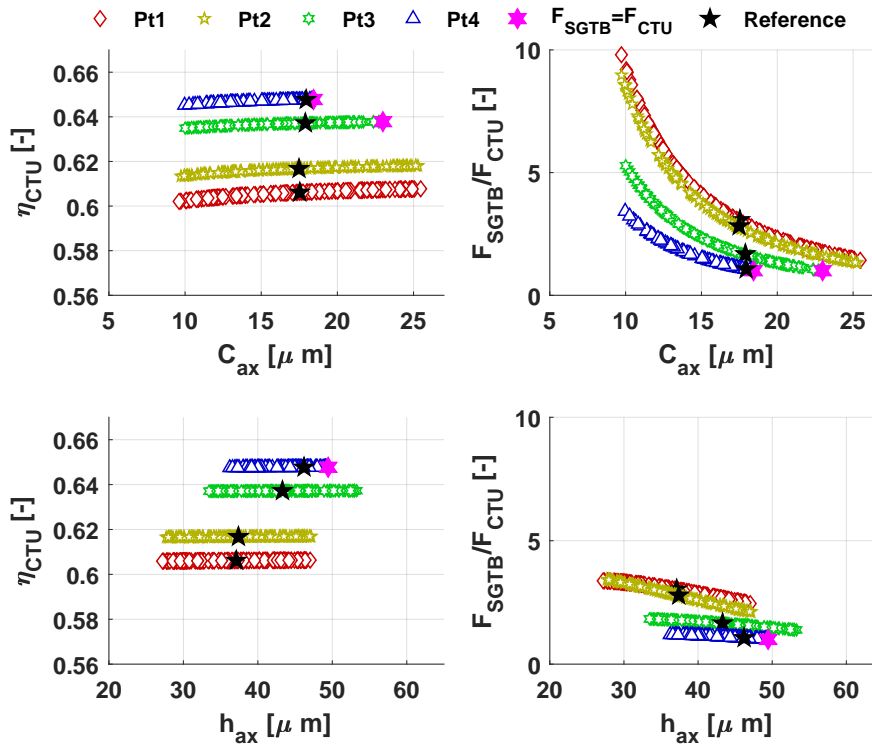 Pt1 Pt2 Pt3 Pt4 F_SGTB=F_CTU Reference
0.66
0.64
0.62
0.6
0.58
0.56
η_CTU [-]
5 10 15 20 25
C_ax [μ m]
10
5
0
F_SGTB/F_CTU [-]
5 10 15 20 25
C_ax [μ m]
0.66
0.64
0.62
0.6
0.58
0.56
η_CTU [-]
20 30 40 50 60
h_ax [μ m]
10
5
0
F_SGTB/F_CTU [-]
20 30 40 50 60
h_ax [μ m]